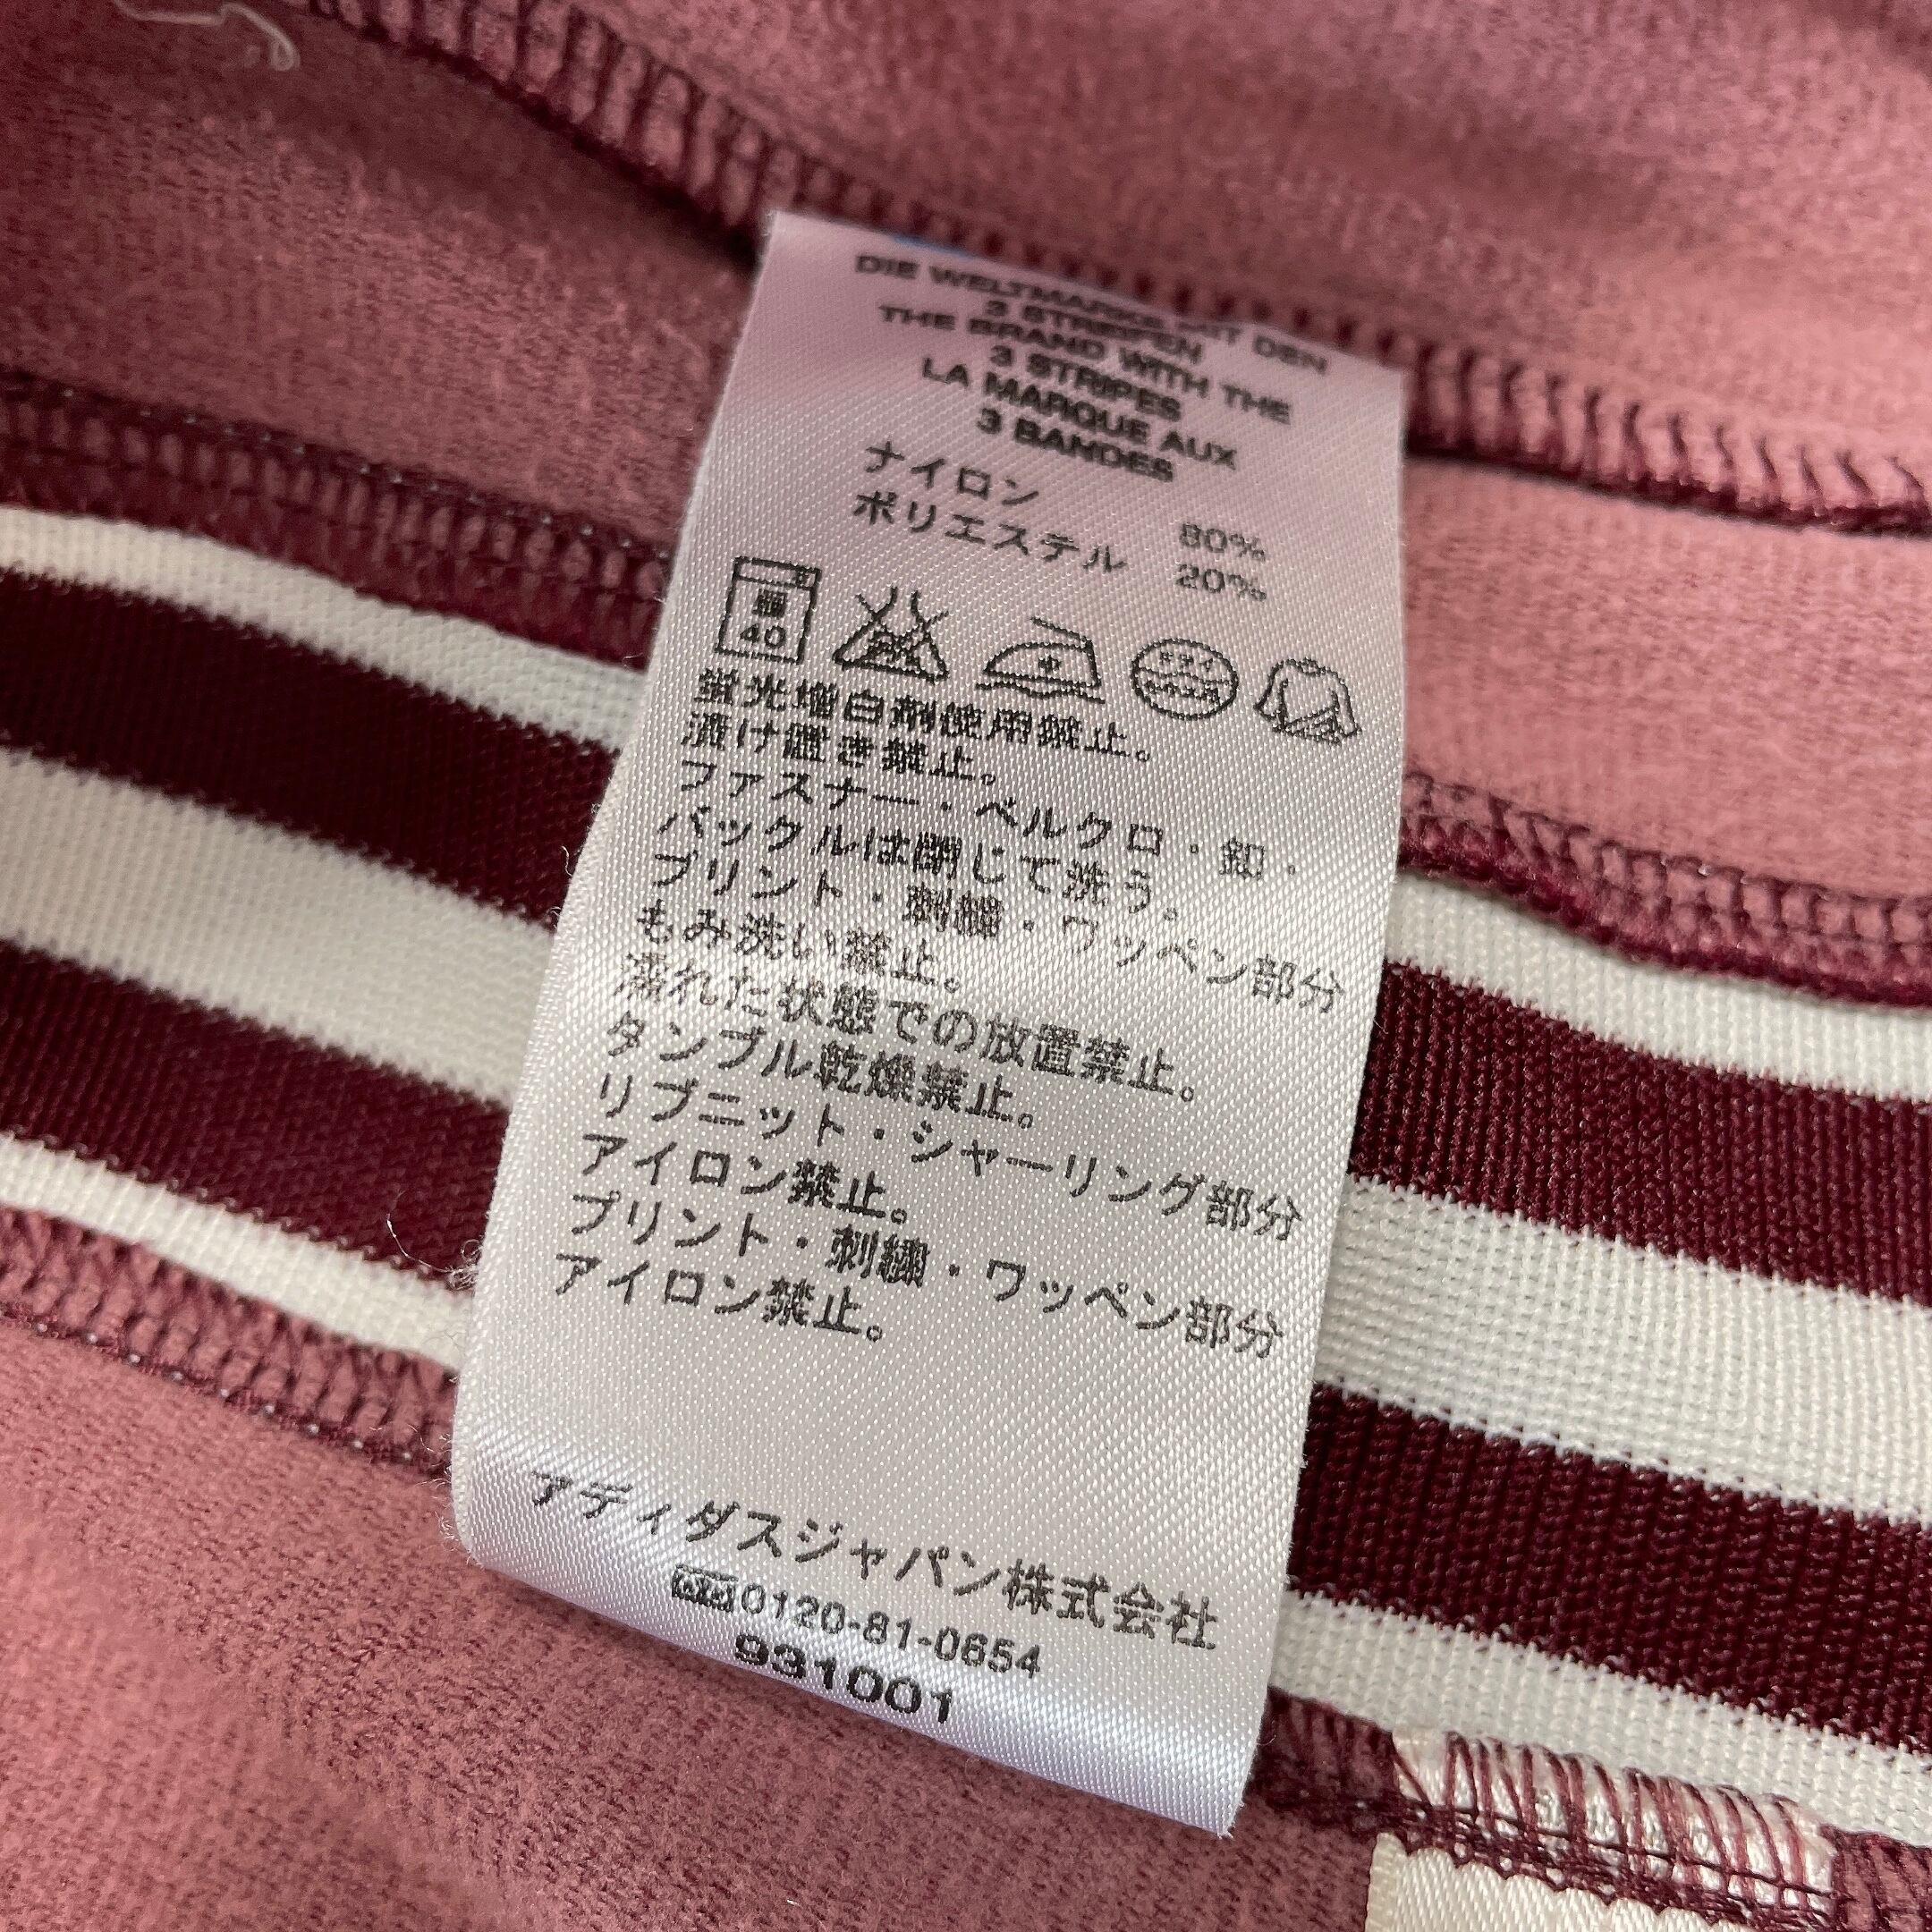 DIE WELTMARKE MIT DEN
3 STREIFEN
THE BRAND WITH THE
3 STRIPES
LA MARQUE AUX
3 BANDES
ナイロン 80%
ポリエステル 20%
弱 40
蛍光増白剤使用禁止。
漬け置き禁止。
ファスナー・ベルクロ・釦・
バックルは閉じて洗う。
プリント・刺繍・ワッペン部分
もみ洗い禁止。
濡れた状態での放置禁止。
タンブル乾燥禁止。
リブニット・シャーリング部分
アイロン禁止。
プリント・刺繍・ワッペン部分
アイロン禁止。
アディダスジャパン株式会社
0120-81-0654
931001